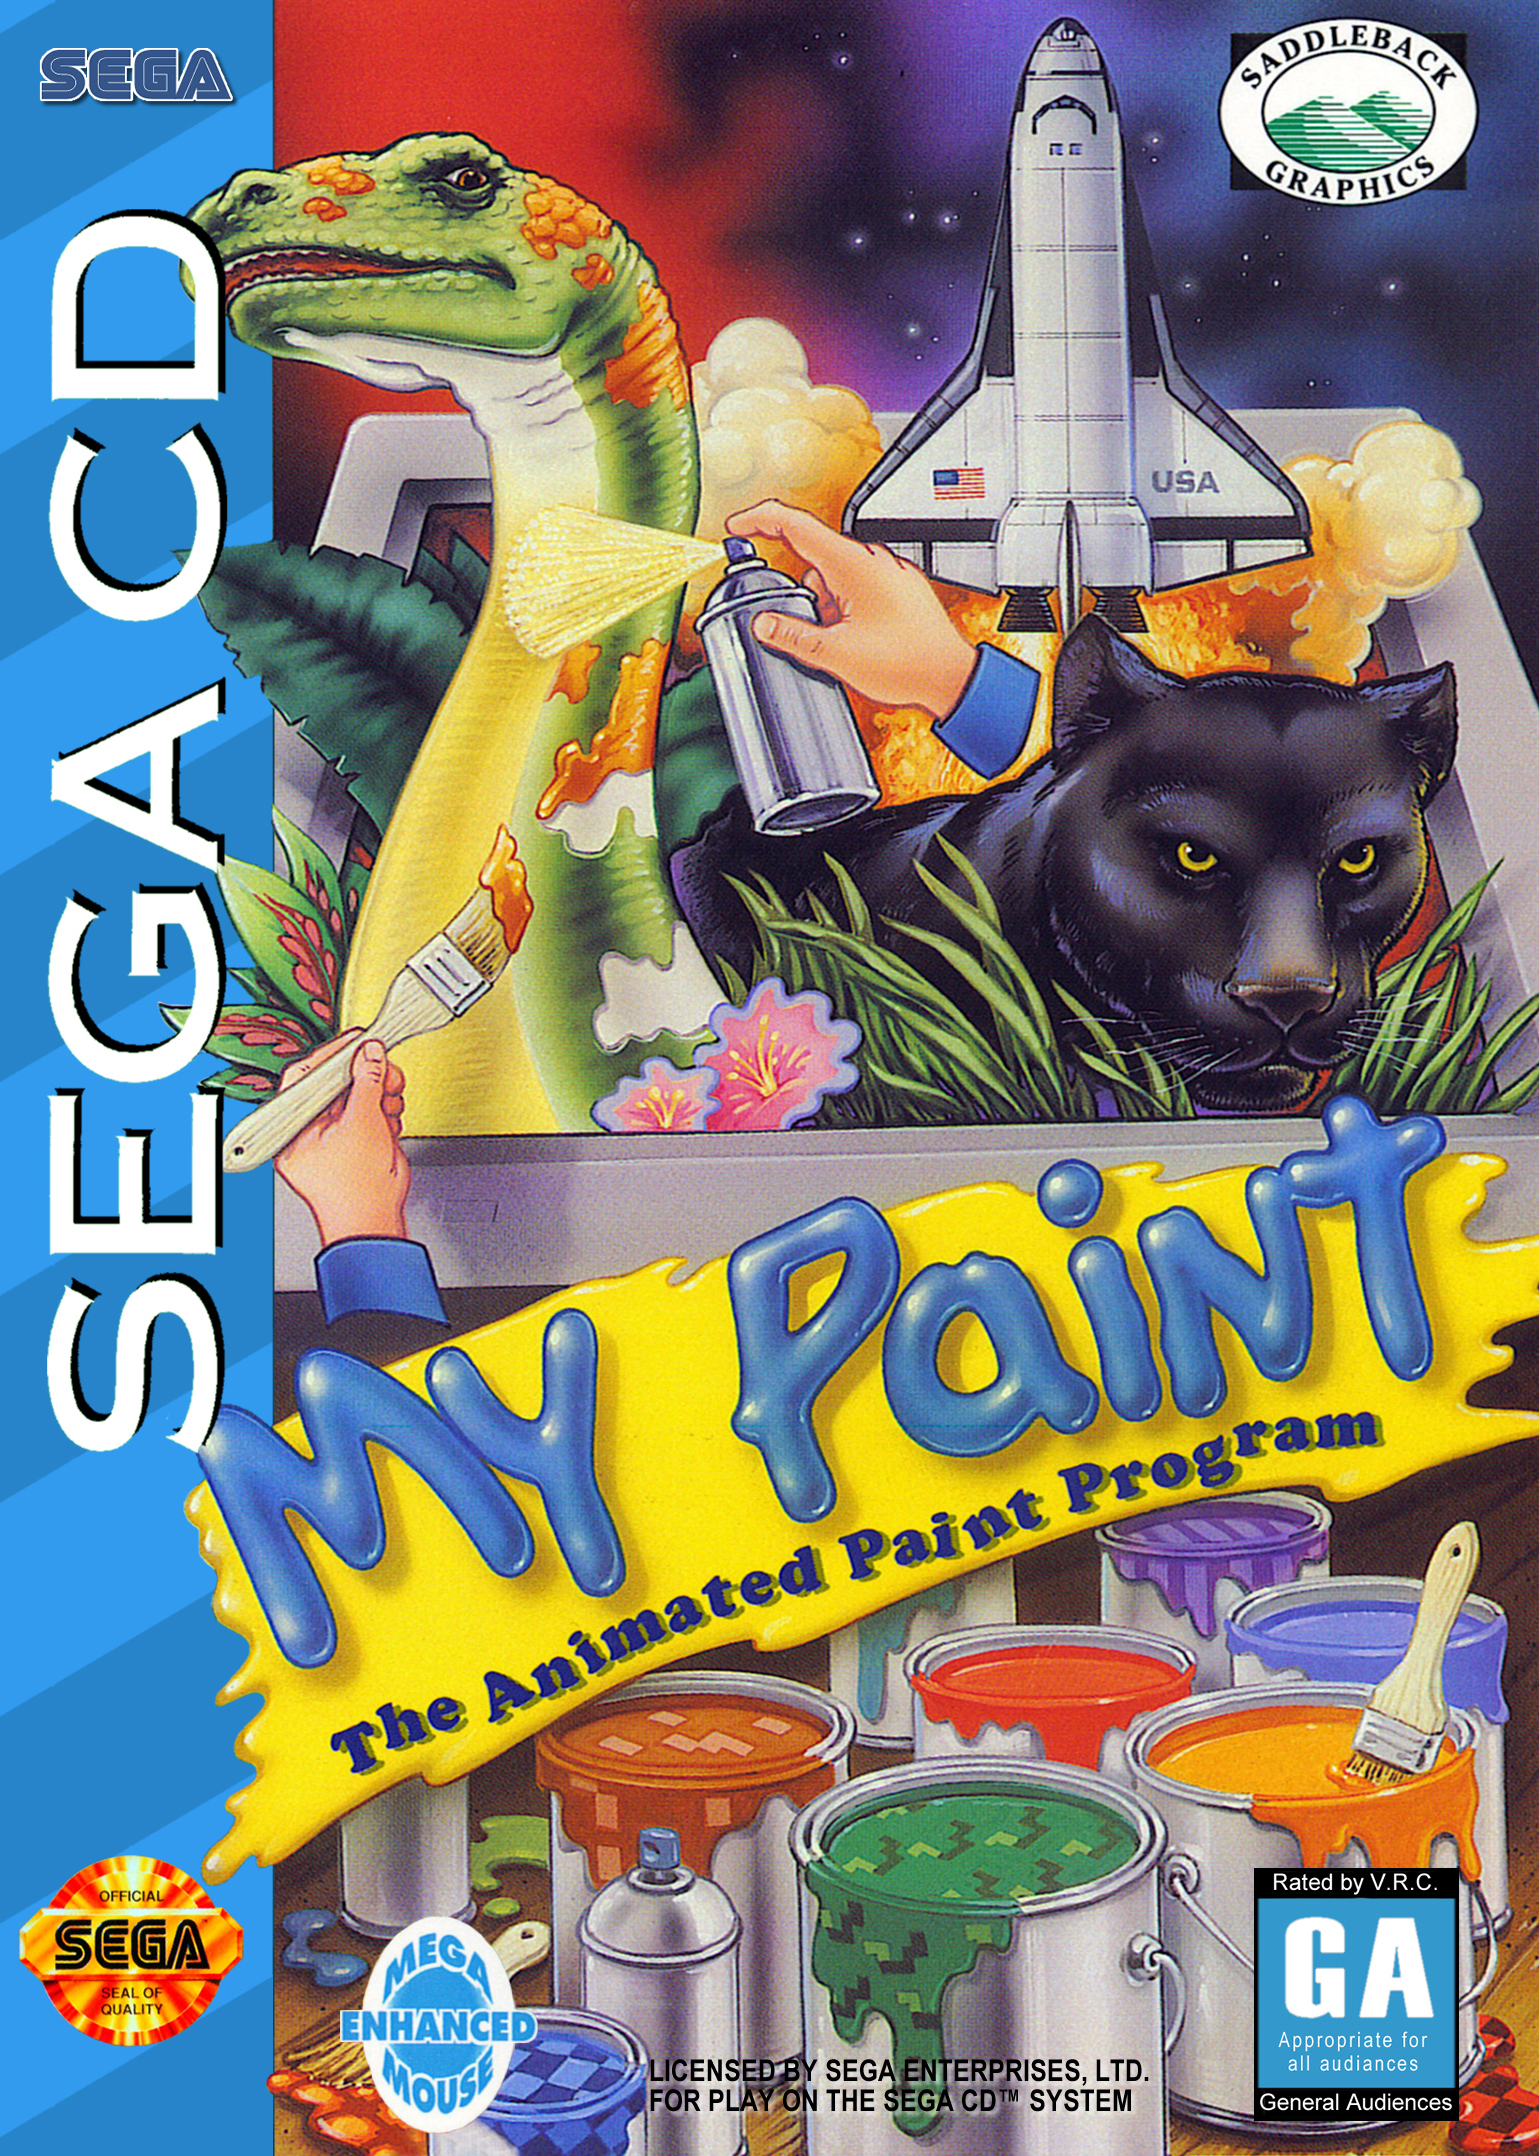 SEGA
SEGA CD
SADDLEBACK
GRAPHICS
USA
My Paint
The Animated Paint Program
OFFICIAL
SEGA
SEAL OF
QUALITY
MEGA
ENHANCED
MOUSE
LICENSED BY SEGA ENTERPRISES, LTD.
FOR PLAY ON THE SEGA CD™ SYSTEM
Rated by V.R.C.
GA
Appropriate for
all audiances
General Audiences